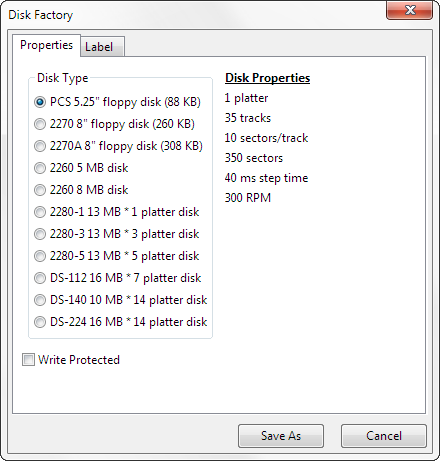 Disk Factory
Properties
Label
Disk Type
PCS 5.25" floppy disk (88 KB)
2270 8" floppy disk (260 KB)
2270A 8" floppy disk (308 KB)
2260 5 MB disk
2260 8 MB disk
2280-1 13 MB * 1 platter disk
2280-3 13 MB * 3 platter disk
2280-5 13 MB * 5 platter disk
DS-112 16 MB * 7 platter disk
DS-140 10 MB * 14 platter disk
DS-224 16 MB * 14 platter disk
Disk Properties
1 platter
35 tracks
10 sectors/track
350 sectors
40 ms step time
300 RPM
Write Protected
Save As
Cancel